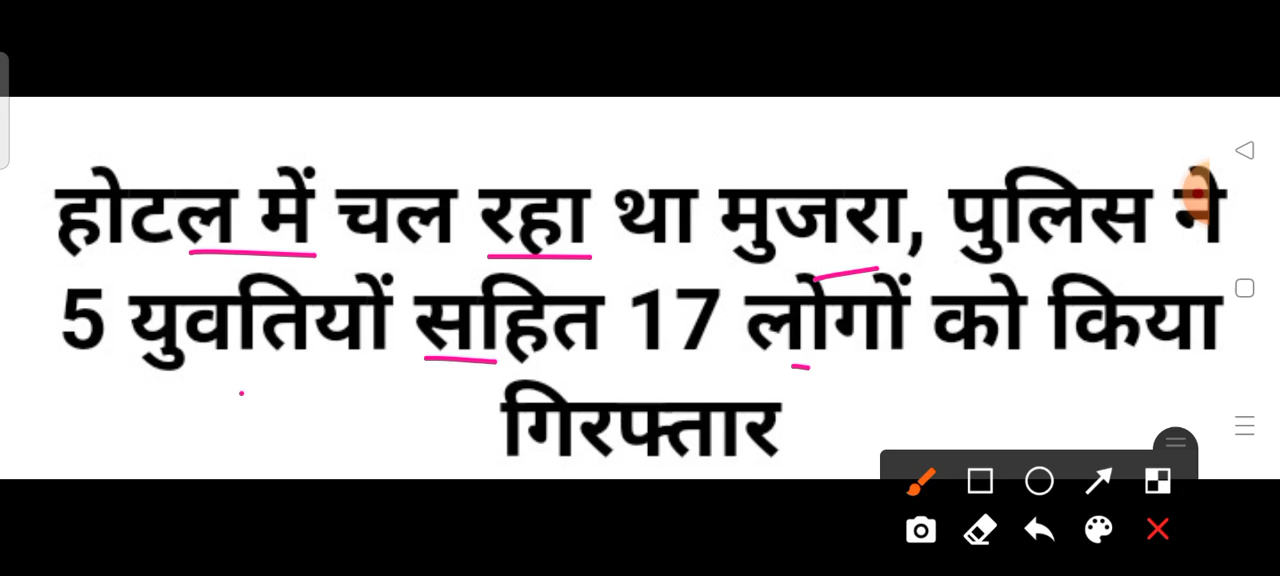 होटल में चल रहा था मुजरा, पुलिस ने
5 युवतियों सहित 17 लोगों को किया
गिरफ्तार